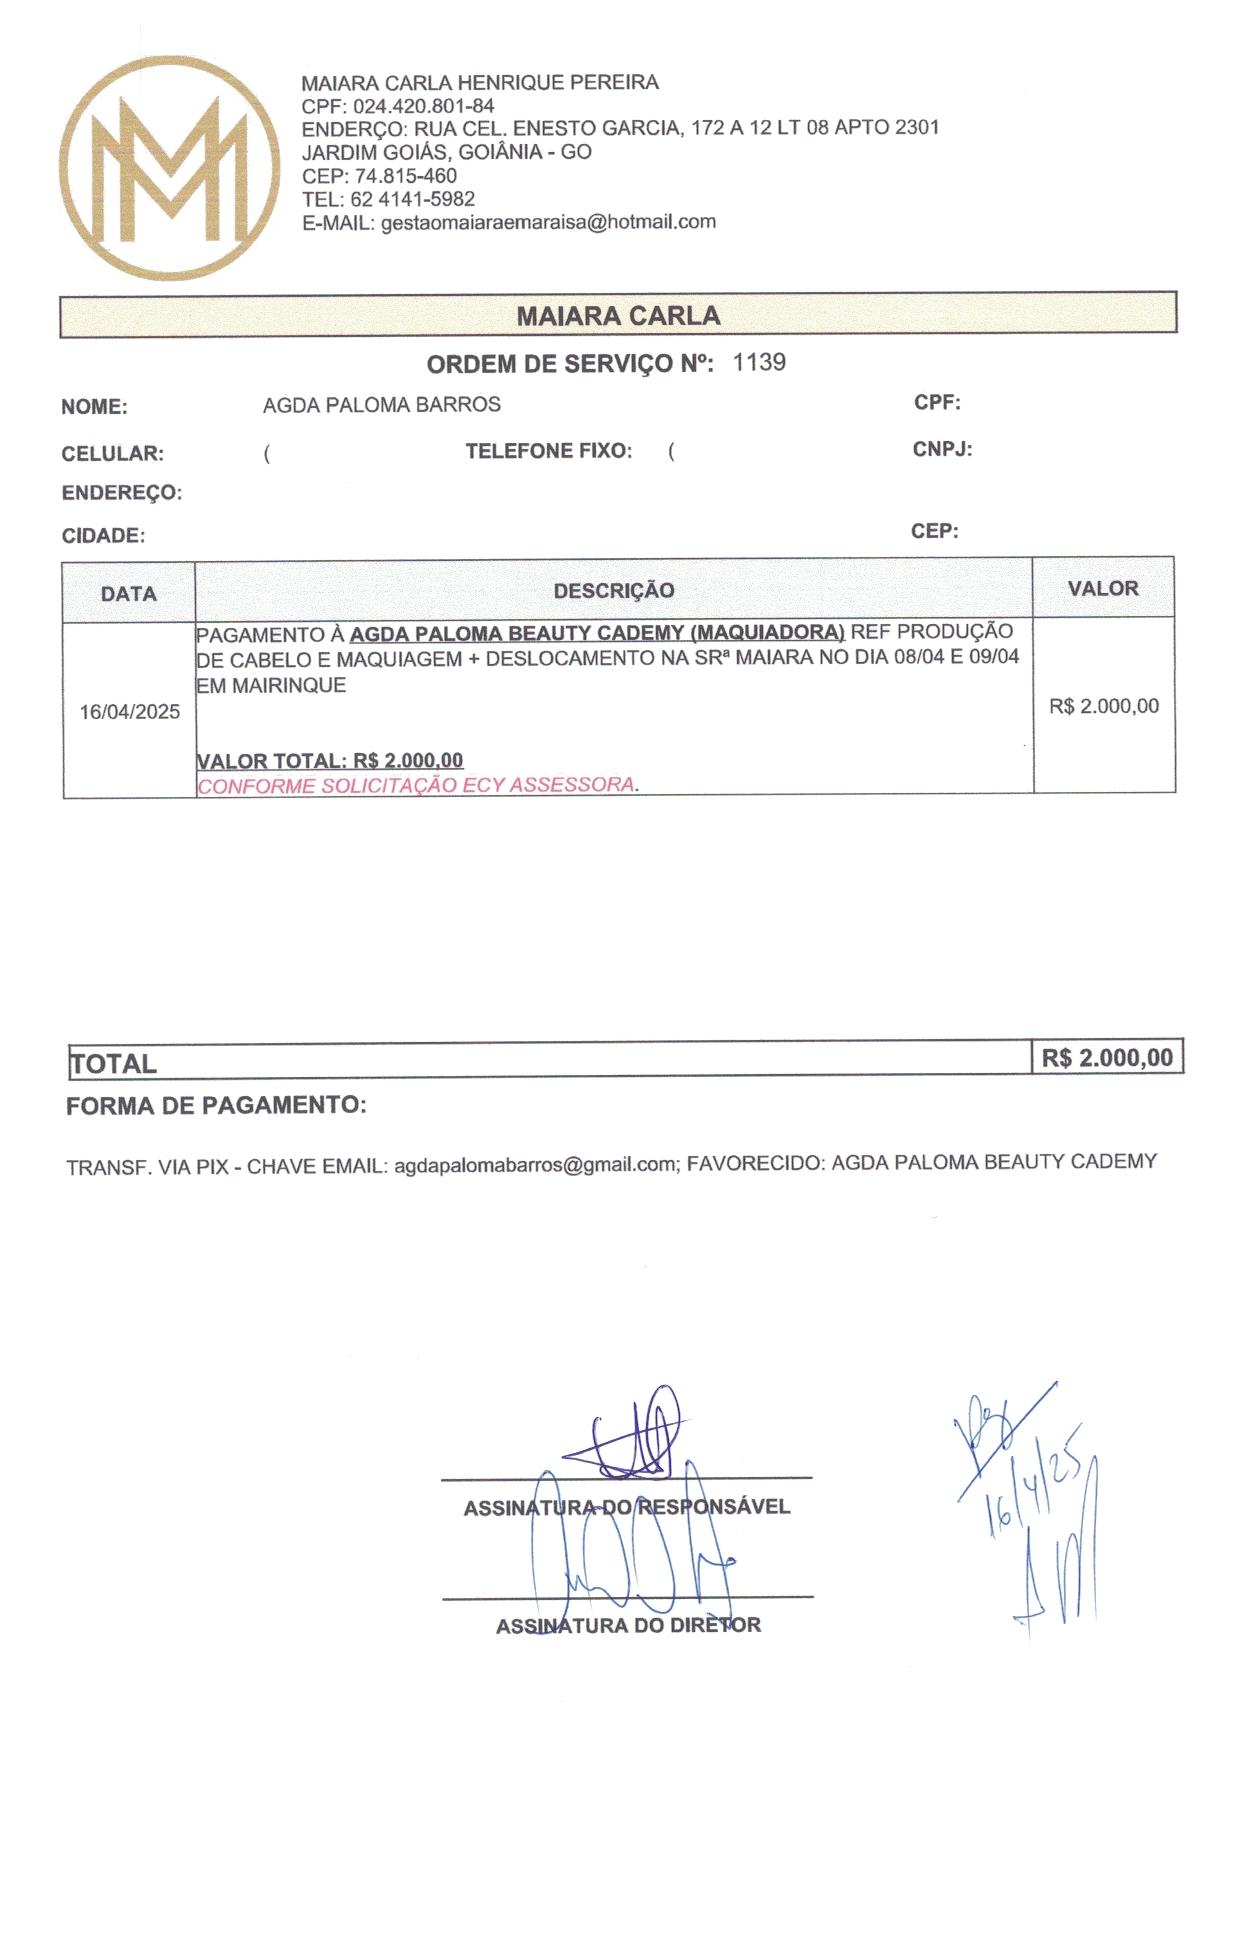 MAIARA CARLA HENRIQUE PEREIRA
CPF: 024.420.801-84
ENDERÇO: RUA CEL. ENESTO GARCIA, 172 A 12 LT 08 APTO 2301
JARDIM GOIÁS, GOIÂNIA - GO
CEP: 74.815-460
TEL: 62 4141-5982
E-MAIL: gestaomaiaraemaraisa@hotmail.com
MAIARA CARLA
ORDEM DE SERVIÇO Nº: 1139
NOME: AGDA PALOMA BARROS CPF:
CELULAR: ( TELEFONE FIXO: ( CNPJ:
ENDEREÇO:
CIDADE: CEP:
DATA DESCRIÇÃO VALOR
PAGAMENTO À AGDA PALOMA BEAUTY CADEMY (MAQUIADORA) REF PRODUÇÃO
DE CABELO E MAQUIAGEM + DESLOCAMENTO NA SRª MAIARA NO DIA 08/04 E 09/04
EM MAIRINQUE
16/04/2025 R$ 2.000,00
VALOR TOTAL: R$ 2.000,00
CONFORME SOLICITAÇÃO ECY ASSESSORA.
TOTAL R$ 2.000,00
FORMA DE PAGAMENTO:
TRANSF. VIA PIX - CHAVE EMAIL: agdapalomabarros@gmail.com; FAVORECIDO: AGDA PALOMA BEAUTY CADEMY
16/4/25
ASSINATURA DO RESPONSÁVEL
ASSINATURA DO DIRETOR